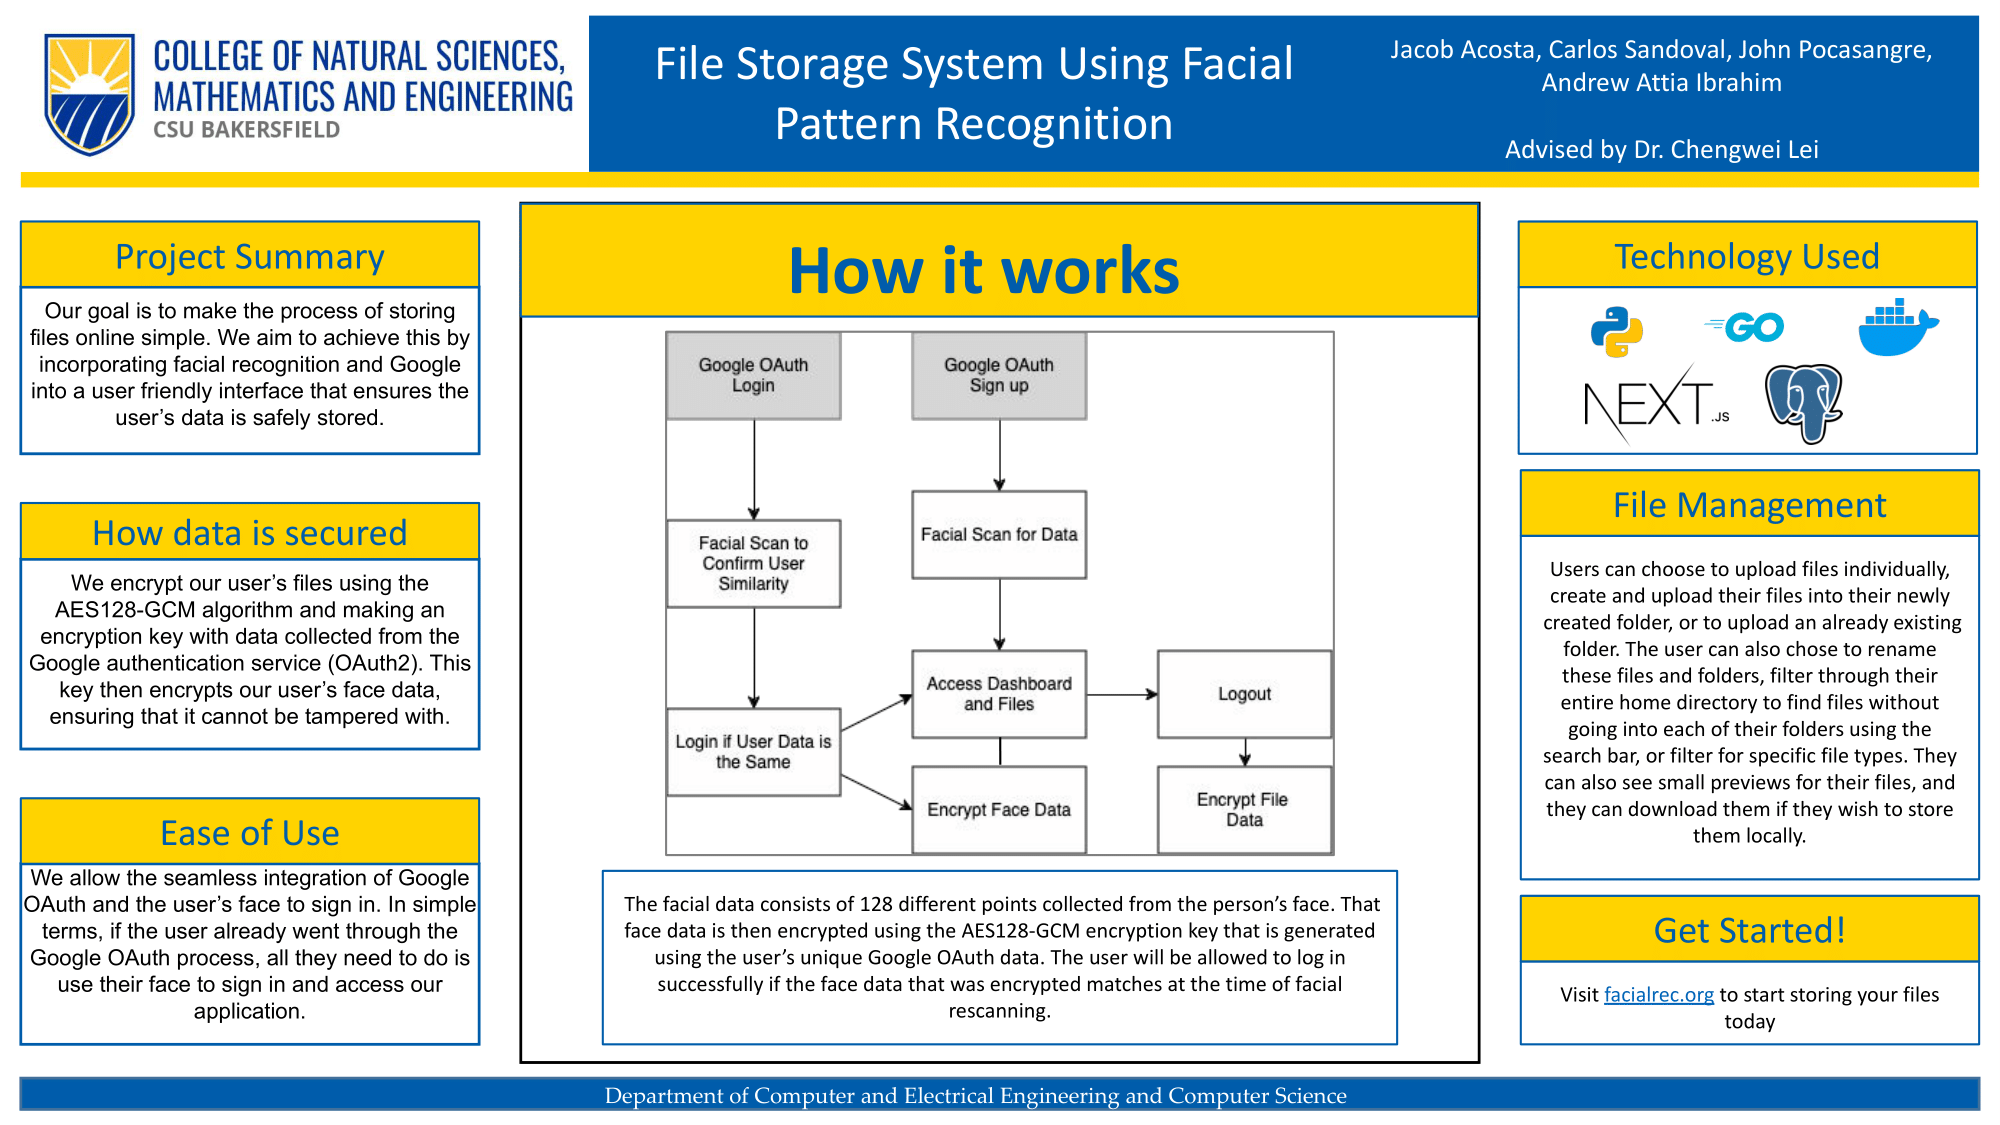 COLLEGE OF NATURAL SCIENCES,
MATHEMATICS AND ENGINEERING
CSU BAKERSFIELD
File Storage System Using Facial
Pattern Recognition
Jacob Acosta, Carlos Sandoval, John Pocasangre,
Andrew Attia Ibrahim
Advised by Dr. Chengwei Lei
Project Summary
Our goal is to make the process of storing
files online simple. We aim to achieve this by
incorporating facial recognition and Google
into a user friendly interface that ensures the
user’s data is safely stored.
How data is secured
We encrypt our user’s files using the
AES128-GCM algorithm and making an
encryption key with data collected from the
Google authentication service (OAuth2). This
key then encrypts our user’s face data,
ensuring that it cannot be tampered with.
Ease of Use
We allow the seamless integration of Google
OAuth and the user’s face to sign in. In simple
terms, if the user already went through the
Google OAuth process, all they need to do is
use their face to sign in and access our
application.
How it works
Google OAuth
Login
Google OAuth
Sign up
Facial Scan to
Confirm User
Similarity
Facial Scan for Data
Login if User Data is
the Same
Access Dashboard
and Files
Logout
Encrypt Face Data
Encrypt File
Data
The facial data consists of 128 different points collected from the person’s face. That
face data is then encrypted using the AES128-GCM encryption key that is generated
using the user’s unique Google OAuth data. The user will be allowed to log in
successfully if the face data that was encrypted matches at the time of facial
rescanning.
Technology Used
GO
NEXT.JS
File Management
Users can choose to upload files individually,
create and upload their files into their newly
created folder, or to upload an already existing
folder. The user can also chose to rename
these files and folders, filter through their
entire home directory to find files without
going into each of their folders using the
search bar, or filter for specific file types. They
can also see small previews for their files, and
they can download them if they wish to store
them locally.
Get Started!
Visit facialrec.org to start storing your files
today
Department of Computer and Electrical Engineering and Computer Science